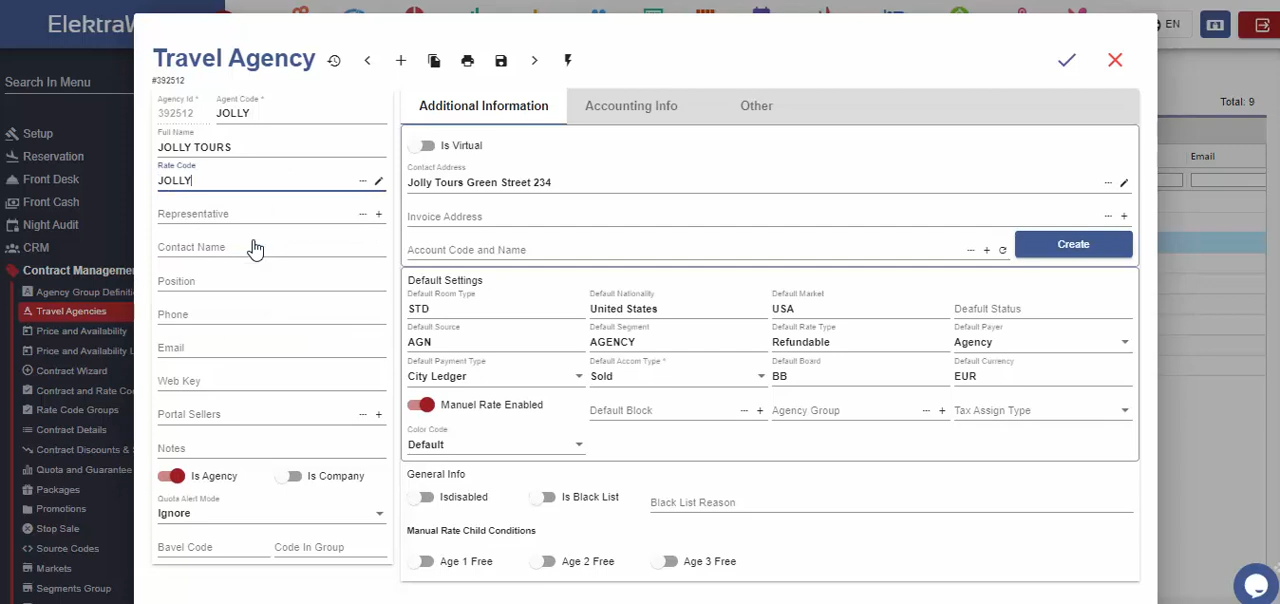 ElektraW
EN
Search In Menu
Setup
Reservation
Front Desk
Front Cash
Night Audit
CRM
Contract Manageme
Agency Group Definiti
Travel Agencies
Price and Availability
Price and Availability L
Contract Wizard
Contract and Rate Co
Rate Code Groups
Contract Details
Contract Discounts &
Quota and Guarantee
Packages
Promotions
Stop Sale
Source Codes
Markets
Segments Group
Travel Agency
#392512
Agency Id *
Agent Code *
392512
JOLLY
Full Name
JOLLY TOURS
Rate Code
JOLLY
Representative
Contact Name
Position
Phone
Email
Web Key
Portal Sellers
Notes
Is Agency
Is Company
Quota Alert Mode
Ignore
Bavel Code
Code In Group
Additional Information
Accounting Info
Other
Is Virtual
Contact Address
Jolly Tours Green Street 234
Invoice Address
Account Code and Name
Create
Default Settings
Default Room Type
Default Nationality
Default Market
STD
United States
USA
Deafult Status
Default Source
Default Segment
Default Rate Type
Default Payer
AGN
AGENCY
Refundable
Agency
Default Payment Type
Default Accom Type *
Default Board
Default Currency
City Ledger
Sold
BB
EUR
Manual Rate Enabled
Default Block
Agency Group
Tax Assign Type
Color Code
Default
General Info
Isdisabled
Is Black List
Black List Reason
Manual Rate Child Conditions
Age 1 Free
Age 2 Free
Age 3 Free
Total: 9
Email